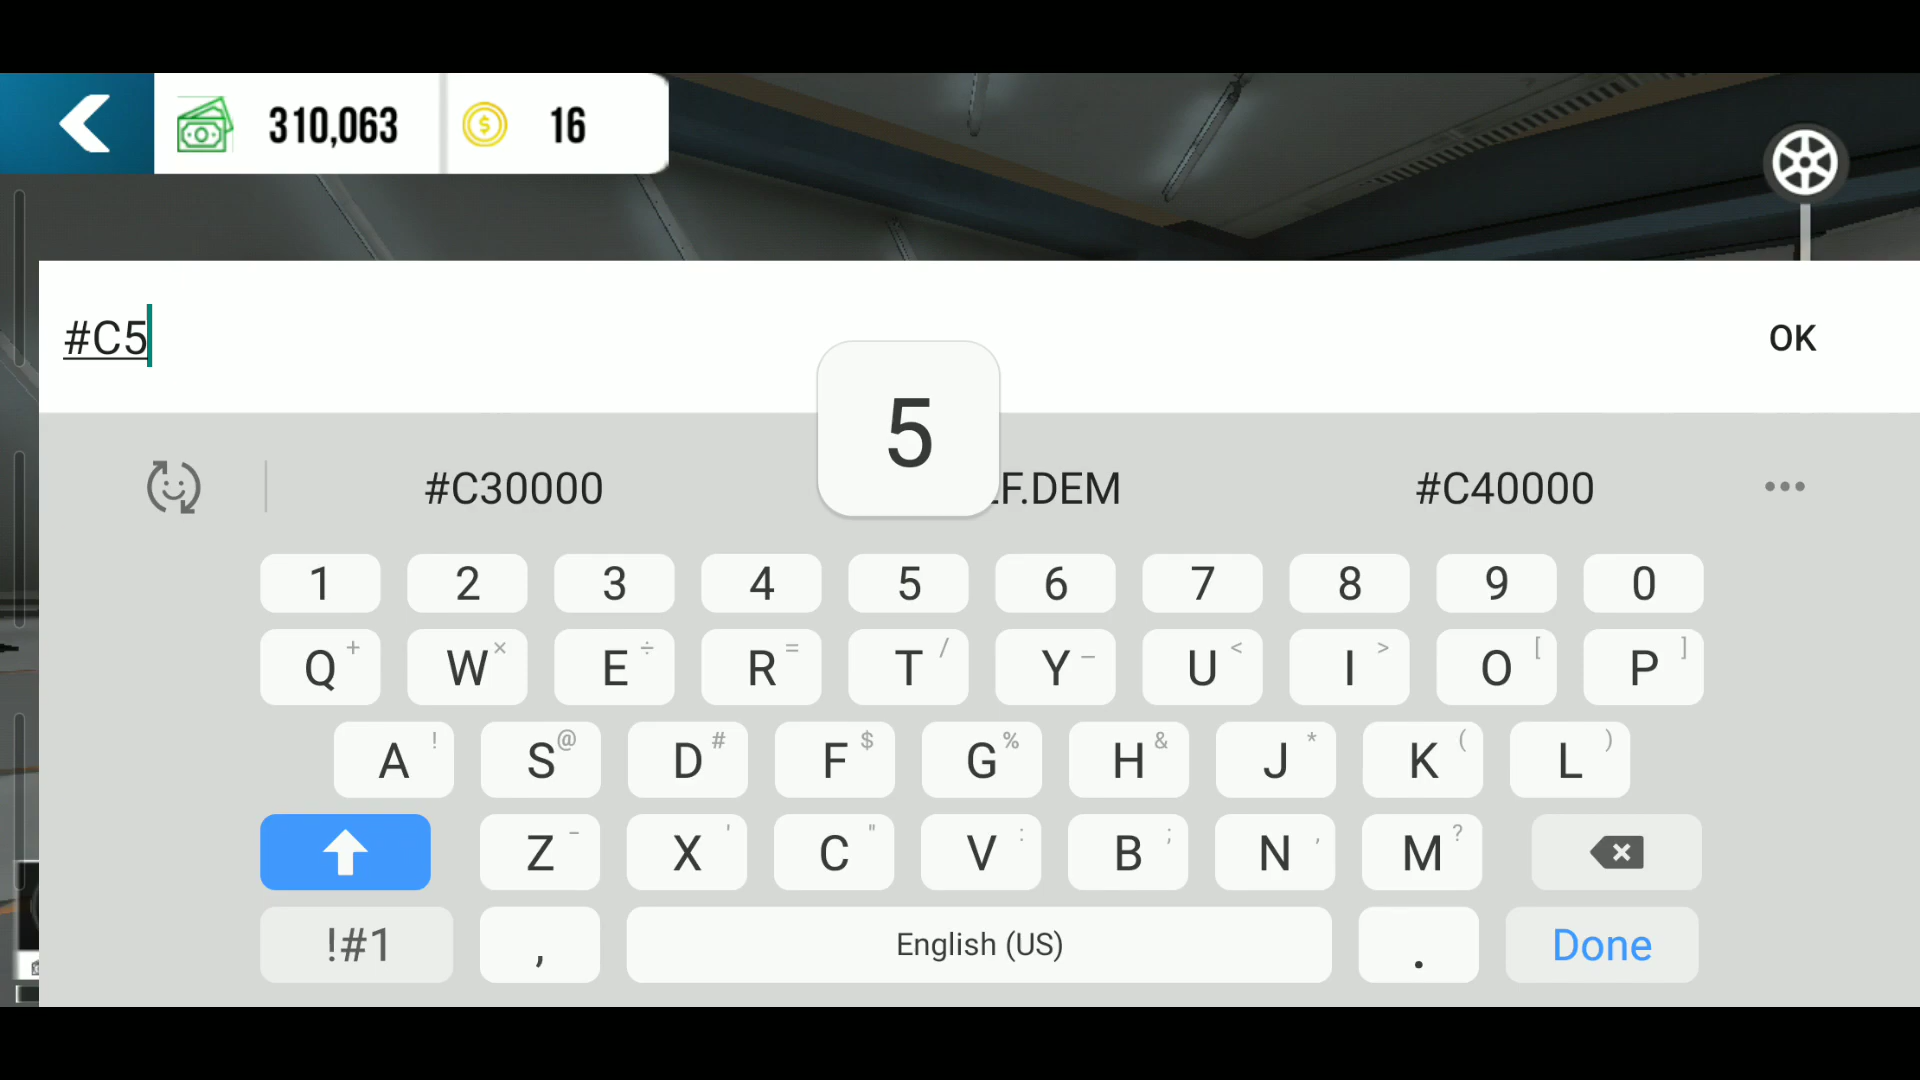 310,063 16
#C5 OK
5
#C30000 F.DEM #C40000
1 2 3 4 5 6 7 8 9 0
Q + W × E ÷ R = T / Y _ U < I > O [ P ]
A ! S @ D # F $ G % H & J * K ( L )
Z - X ' C " V : B ; N , M ?
!#1 , English (US) . Done